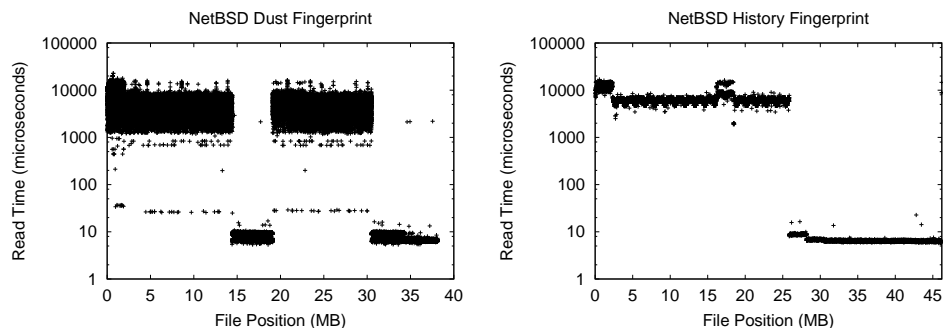 NetBSD Dust Fingerprint
100000
10000
1000
100
10
1
Read Time (microseconds)
0 5 10 15 20 25 30 35 40
File Position (MB)
NetBSD History Fingerprint
100000
10000
1000
100
10
1
Read Time (microseconds)
0 5 10 15 20 25 30 35 40 45
File Position (MB)